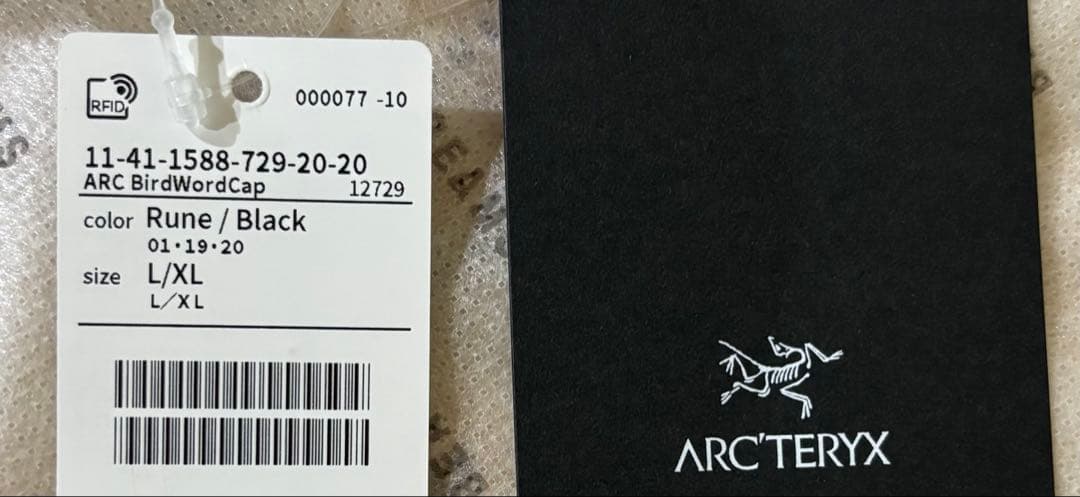 RFID
000077 -10
11-41-1588-729-20-20
ARC BirdWordCap 12729
color Rune / Black
01・19・20
size L/XL
L/XL
ARC'TERYX